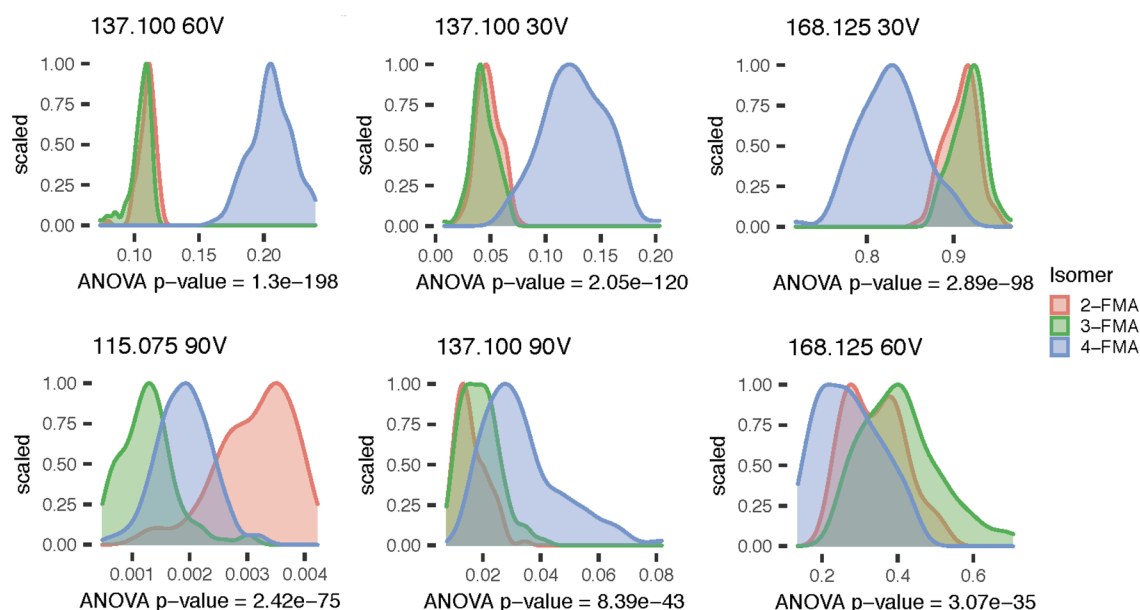 137.100 60V
137.100 30V
168.125 30V
scaled
1.00
0.75
0.50
0.25
0.00
0.10 0.15 0.20
ANOVA p-value = 1.3e−198
scaled
1.00
0.75
0.50
0.25
0.00
0.00 0.05 0.10 0.15 0.20
ANOVA p-value = 2.05e−120
scaled
1.00
0.75
0.50
0.25
0.00
0.8 0.9
ANOVA p-value = 2.89e−98
Isomer
2−FMA
3−FMA
4−FMA
115.075 90V
137.100 90V
168.125 60V
scaled
1.00
0.75
0.50
0.25
0.00
0.001 0.002 0.003 0.004
ANOVA p-value = 2.42e−75
scaled
1.00
0.75
0.50
0.25
0.00
0.02 0.04 0.06 0.08
ANOVA p-value = 8.39e−43
scaled
1.00
0.75
0.50
0.25
0.00
0.2 0.4 0.6
ANOVA p-value = 3.07e−35